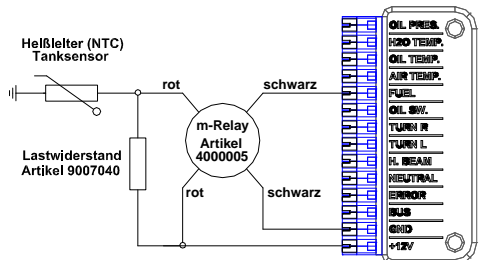 Helßlelter (NTC)
Tanksensor
rot
schwarz
m-Relay
Artikel
4000005
Lastwiderstand
Artikel 9007040
rot
schwarz
OIL PRES.
H2O TEMP.
OIL TEMP.
AIR TEMP.
FUEL
OIL SW.
TURN R
TURN L
H. BEAM
NEUTRAL
ERROR
BUS
GND
+12V